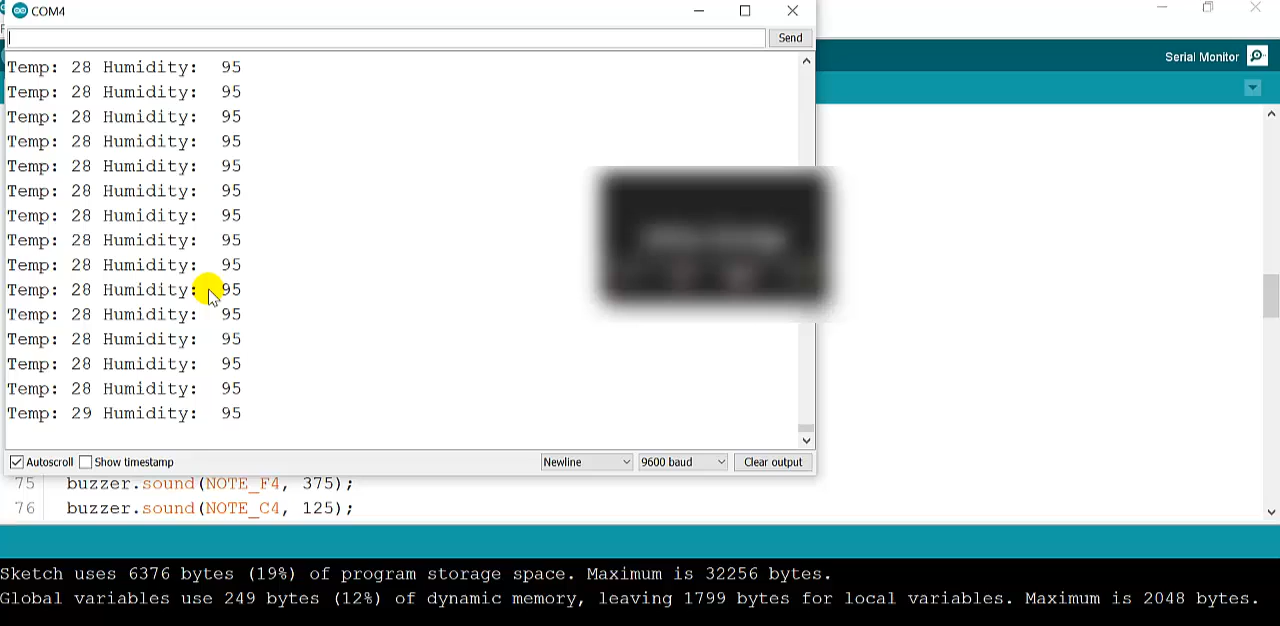 COM4
Send
Serial Monitor
Temp: 28 Humidity: 95
Temp: 28 Humidity: 95
Temp: 28 Humidity: 95
Temp: 28 Humidity: 95
Temp: 28 Humidity: 95
Temp: 28 Humidity: 95
Temp: 28 Humidity: 95
Temp: 28 Humidity: 95
Temp: 28 Humidity: 95
Temp: 28 Humidity: 95
Temp: 28 Humidity: 95
Temp: 28 Humidity: 95
Temp: 28 Humidity: 95
Temp: 28 Humidity: 95
Temp: 29 Humidity: 95
Autoscroll Show timestamp Newline 9600 baud Clear output
75 buzzer.sound(NOTE_F4, 375);
76 buzzer.sound(NOTE_C4, 125);
Sketch uses 6376 bytes (19%) of program storage space. Maximum is 32256 bytes.
Global variables use 249 bytes (12%) of dynamic memory, leaving 1799 bytes for local variables. Maximum is 2048 bytes.